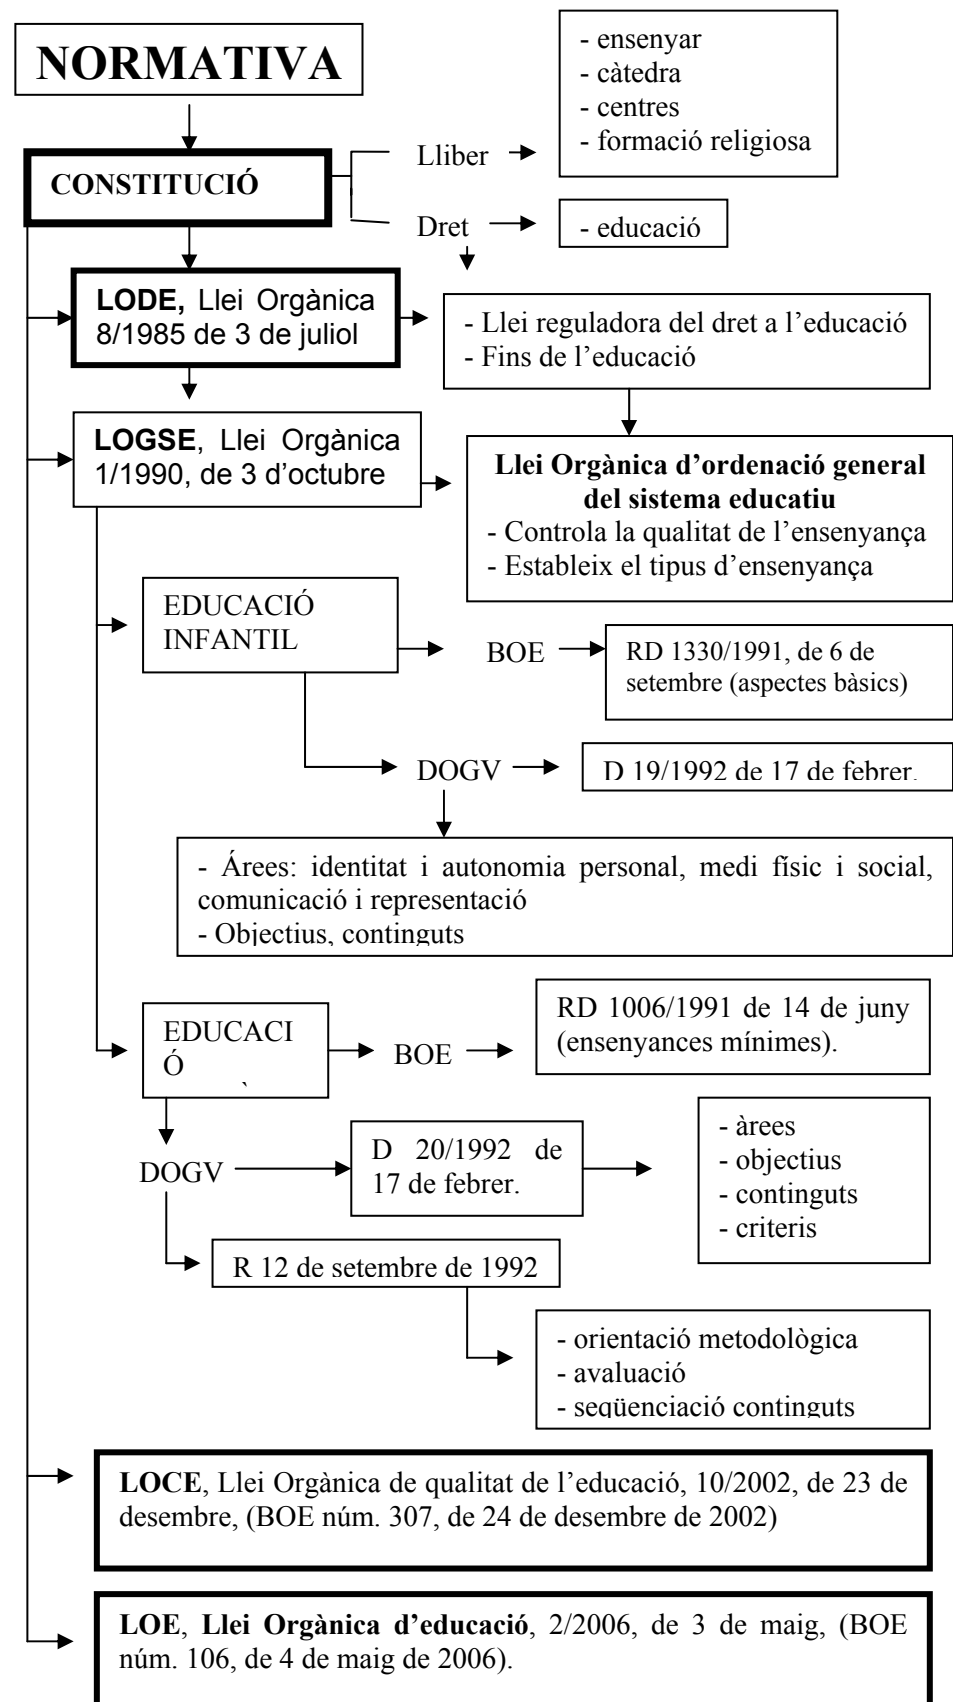 NORMATIVA
- ensenyar
- càtedra
- centres
- formació religiosa
Lliber
CONSTITUCIÓ
Dret
- educació
LODE, Llei Orgànica
8/1985 de 3 de juliol
- Llei reguladora del dret a l’educació
- Fins de l’educació
LOGSE, Llei Orgànica
1/1990, de 3 d’octubre
Llei Orgànica d’ordenació general
del sistema educatiu
- Controla la qualitat de l’ensenyança
- Estableix el tipus d’ensenyança
EDUCACIÓ
INFANTIL
BOE
RD 1330/1991, de 6 de
setembre (aspectes bàsics)
DOGV
D 19/1992 de 17 de febrer.
- Árees: identitat i autonomia personal, medi físic i social,
comunicació i representació
- Objectius, continguts
EDUCACI
Ó
BOE
RD 1006/1991 de 14 de juny
(ensenyances mínimes).
DOGV
D 20/1992 de
17 de febrer.
- àrees
- objectius
- continguts
- criteris
R 12 de setembre de 1992
- orientació metodològica
- avaluació
- seqüenciació continguts
LOCE, Llei Orgànica de qualitat de l’educació, 10/2002, de 23 de
desembre, (BOE núm. 307, de 24 de desembre de 2002)
LOE, Llei Orgànica d’educació, 2/2006, de 3 de maig, (BOE
núm. 106, de 4 de maig de 2006).